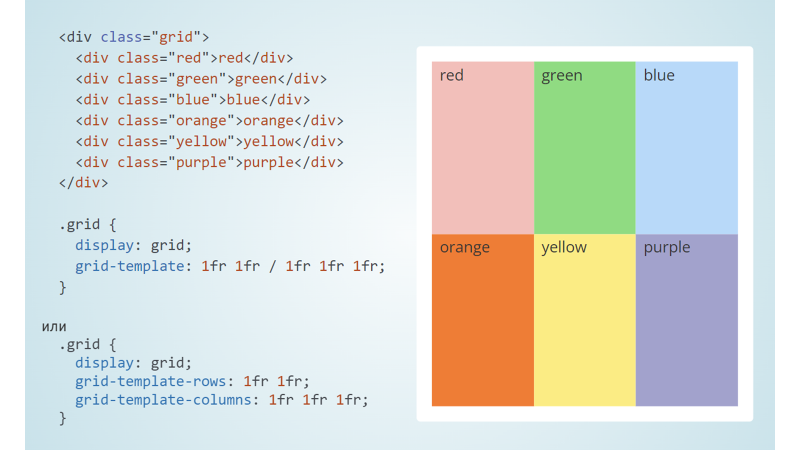 <div class="grid">
<div class="red">red</div>
<div class="green">green</div>
<div class="blue">blue</div>
<div class="orange">orange</div>
<div class="yellow">yellow</div>
<div class="purple">purple</div>
</div>
.grid {
display: grid;
grid-template: 1fr 1fr / 1fr 1fr 1fr;
}
или
.grid {
display: grid;
grid-template-rows: 1fr 1fr;
grid-template-columns: 1fr 1fr 1fr;
}
red green blue
orange yellow purple